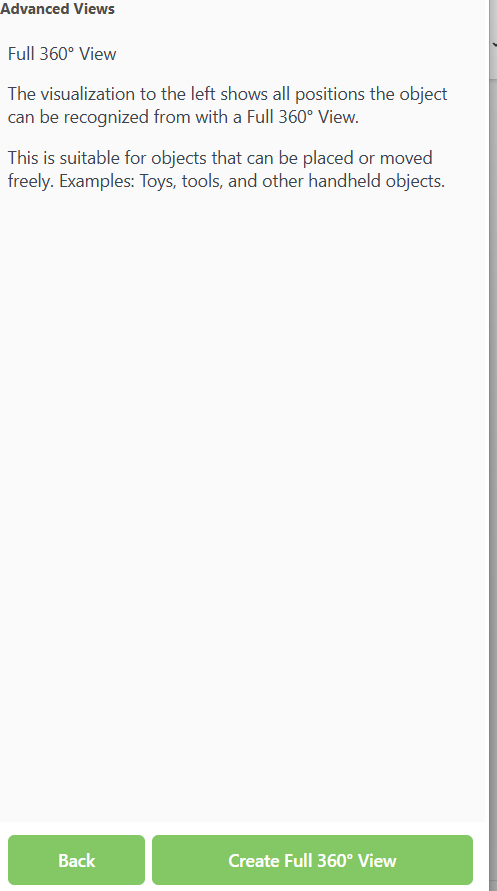 Advanced Views
Full 360° View
The visualization to the left shows all positions the object
can be recognized from with a Full 360° View.
This is suitable for objects that can be placed or moved
freely. Examples: Toys, tools, and other handheld objects.
Back
Create Full 360° View